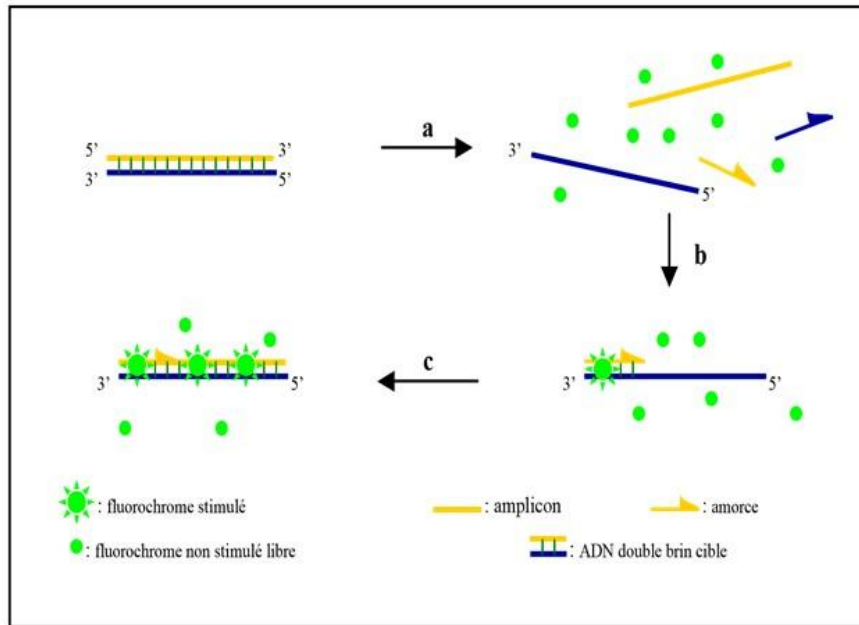 a
5’ 3’
3’ 5’
3’
5’
b
c
3’ 5’
3’ 5’
: fluorochrome stimulé
: amplicon
: amorce
: fluorochrome non stimulé libre
: ADN double brin cible